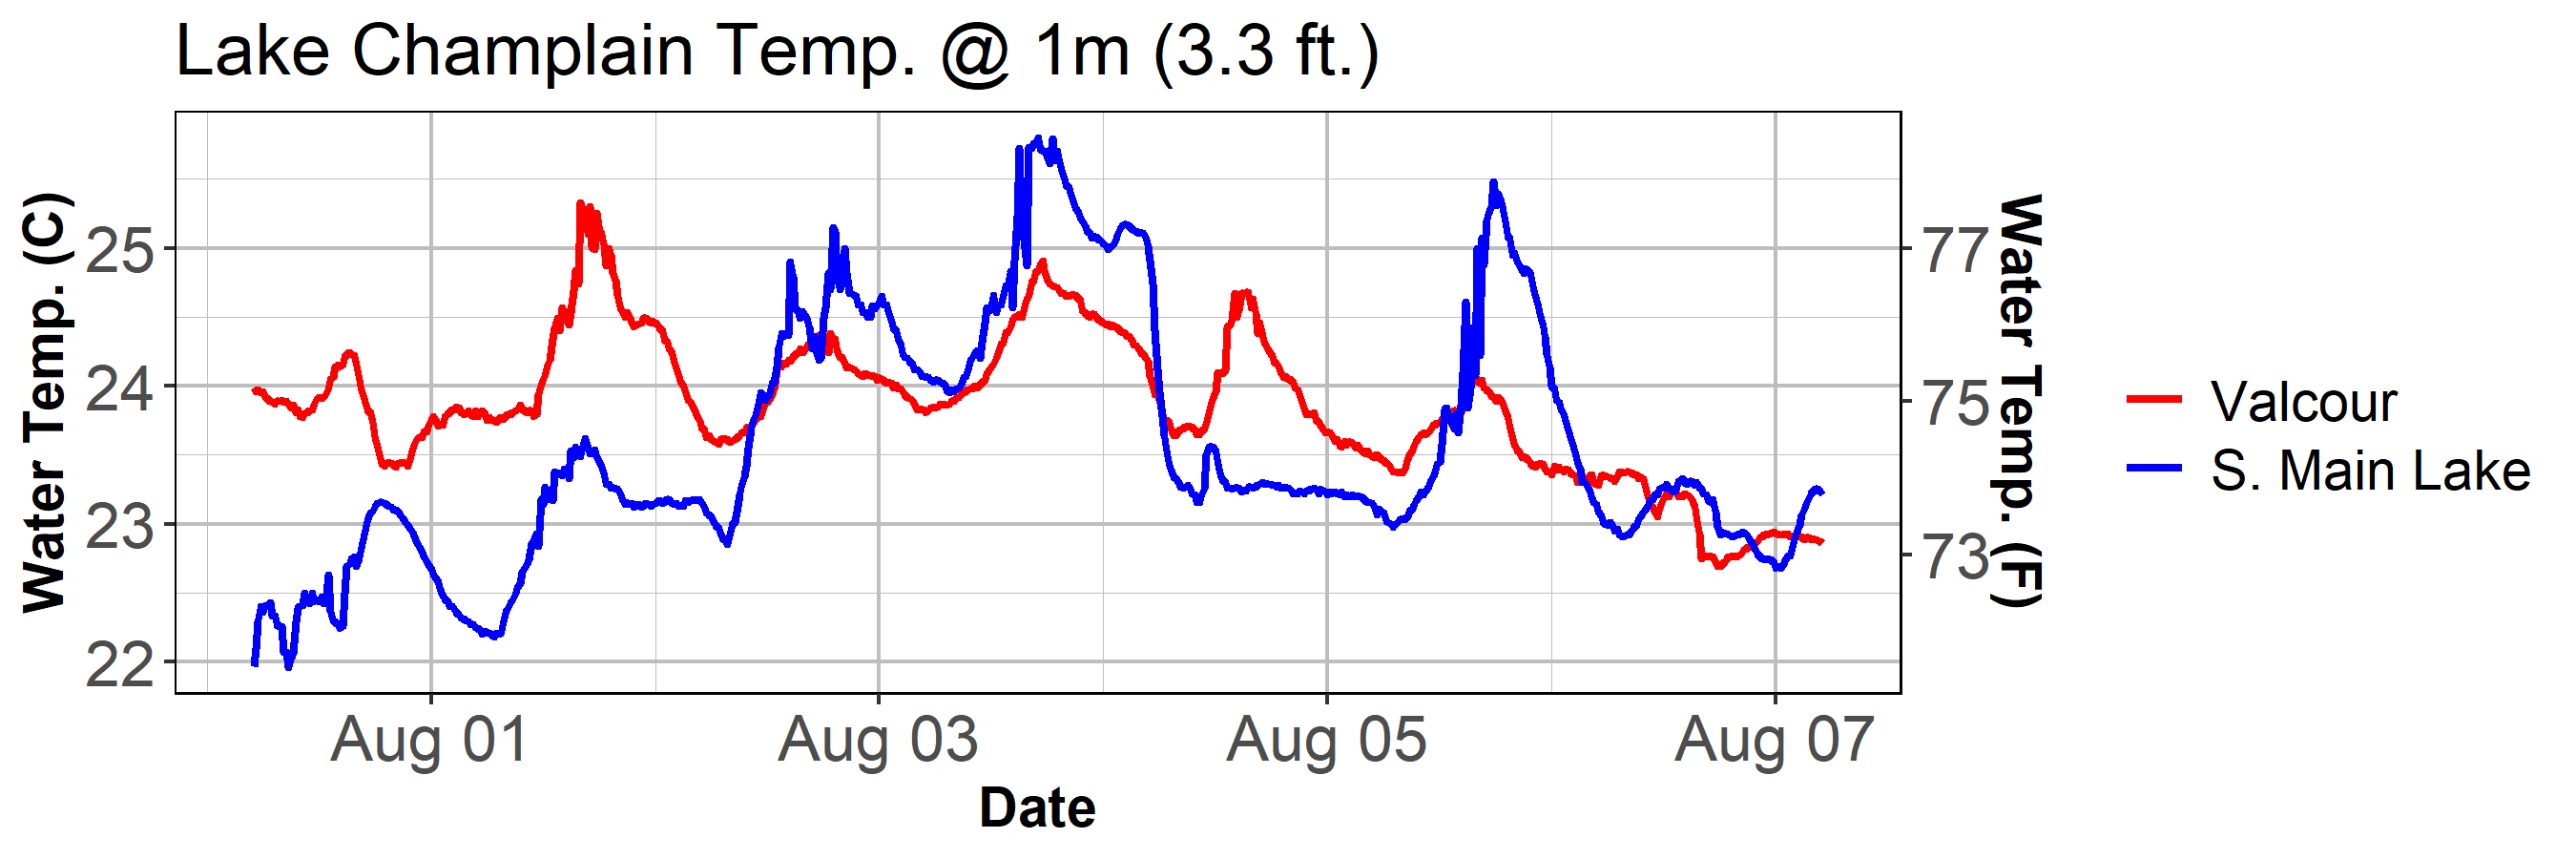 Lake Champlain Temp. @ 1m (3.3 ft.)
Water Temp. (C)
25
24
23
22
77
75
73
Water Temp. (F)
Aug 01
Aug 03
Aug 05
Aug 07
Date
Valcour
S. Main Lake